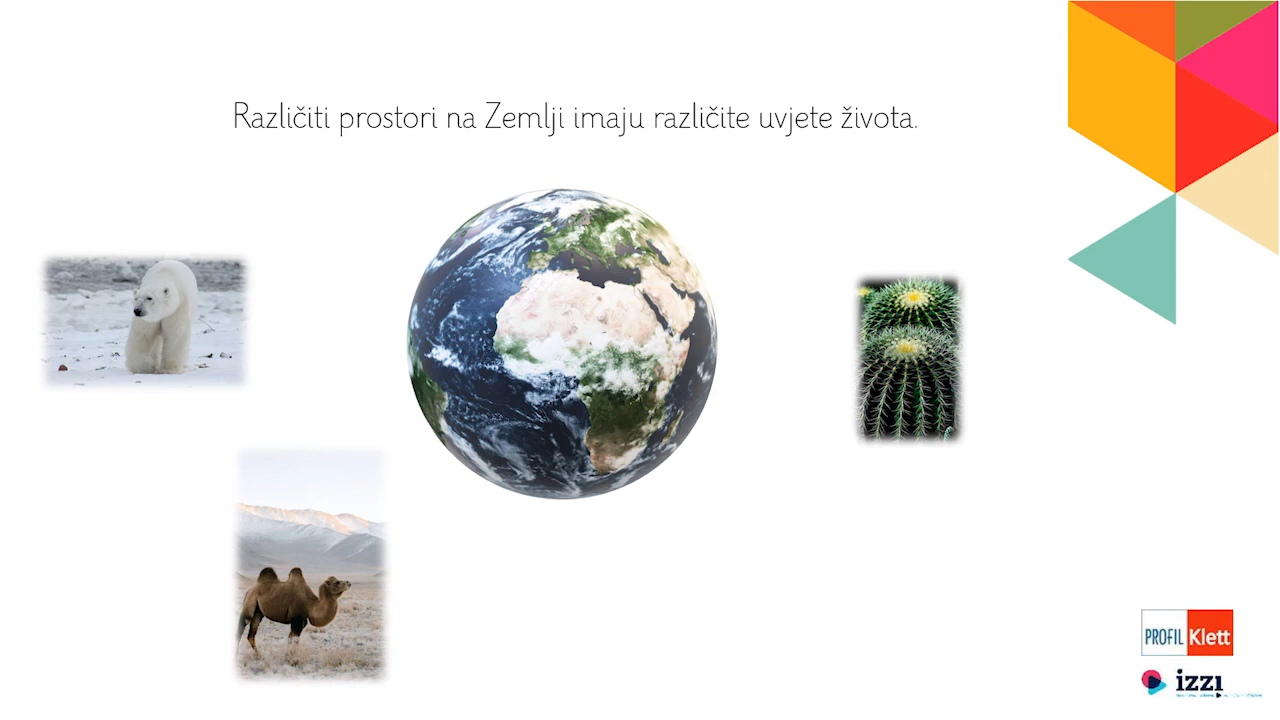 Različiti prostori na Zemlji imaju različite uvjete života.
PROFIL Klett
izzi